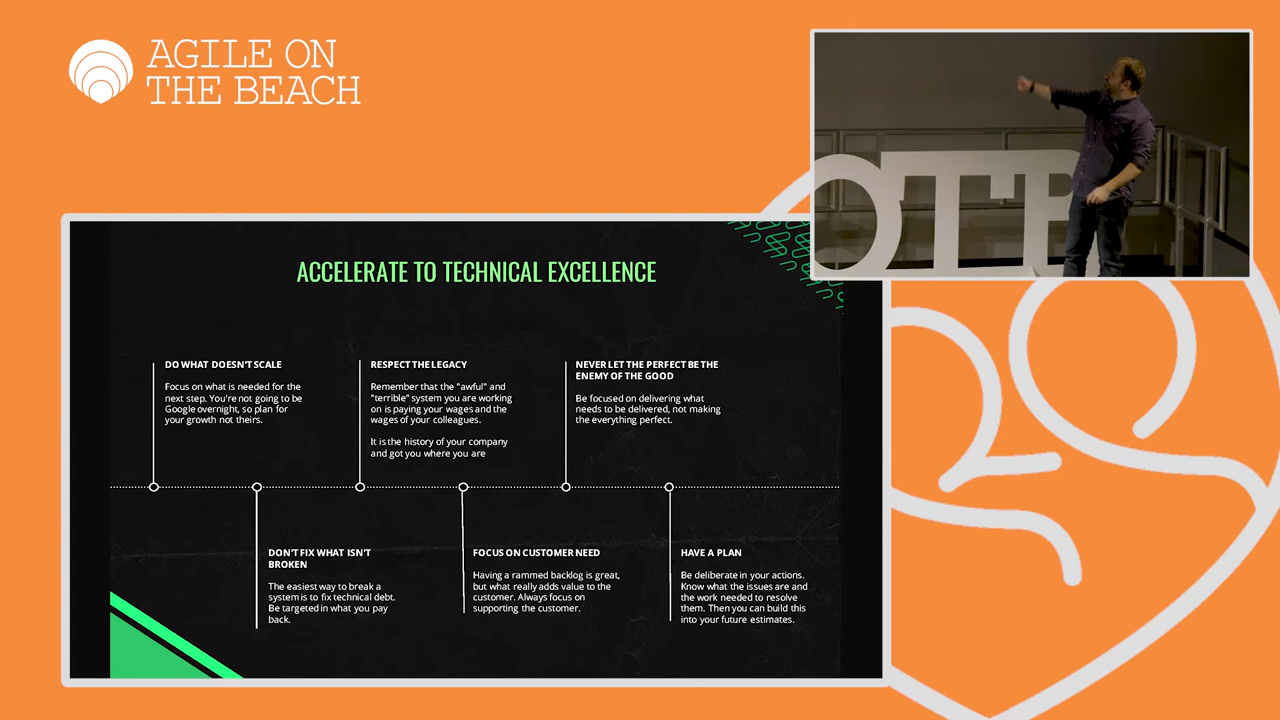 AGILE ON
THE BEACH
OTB
ACCELERATE TO TECHNICAL EXCELLENCE
DO WHAT DOESN'T SCALE
Focus on what is needed for the
next step. You're not going to be
Google overnight, so plan for
your growth not theirs.
RESPECT THE LEGACY
Remember that the "awful" and
"terrible" system you are working
on is paying your wages and the
wages of your colleagues.
It is the history of your company
and got you where you are
NEVER LET THE PERFECT BE THE
ENEMY OF THE GOOD
Be focused on delivering what
needs to be delivered, not making
the everything perfect.
DON'T FIX WHAT ISN'T
BROKEN
The easiest way to break a
system is to fix technical debt.
Be targeted in what you pay
back.
FOCUS ON CUSTOMER NEED
Having a rammed backlog is great,
but what really adds value to the
customer. Always focus on
supporting the customer.
HAVE A PLAN
Be deliberate in your actions.
Know what the issues are and
the work needed to resolve
them. Then you can build this
into your future estimates.